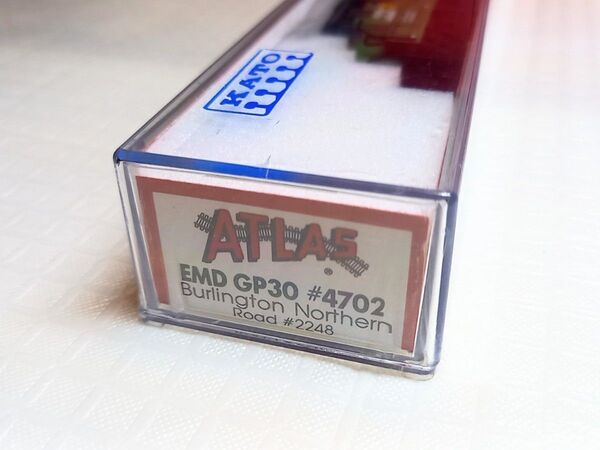 KATO
ATLAS
®
EMD GP30 #4702
Burlington Northern
Road #2248